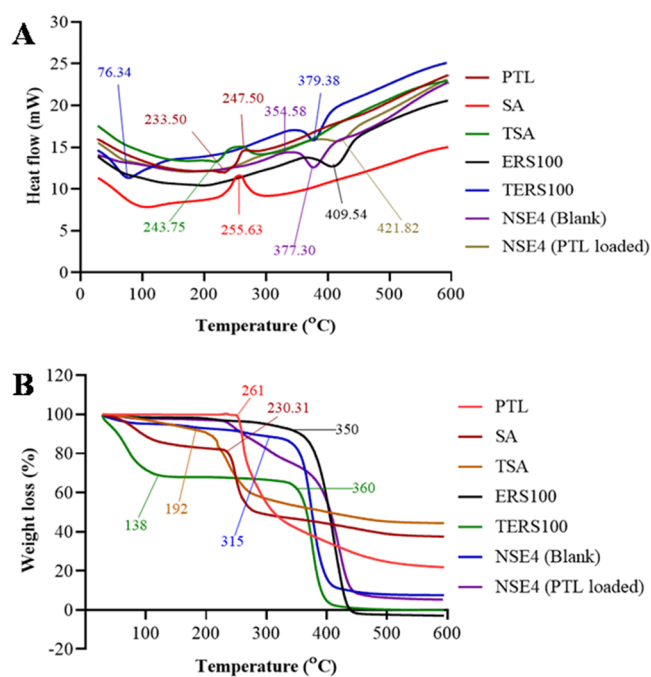 A
Heat flow (mW)
30
25
20
15
10
5
0
0
100
200
300
400
500
600
Temperature (°C)
76.34
233.50
247.50
354.58
379.38
243.75
255.63
377.30
409.54
421.82
PTL
SA
TSA
ERS100
TERS100
NSE4 (Blank)
NSE4 (PTL loaded)
B
Weight loss (%)
120
100
80
60
40
20
0
-20
100
200
300
400
500
600
Temperature (°C)
261
230.31
350
360
138
192
315
PTL
SA
TSA
ERS100
TERS100
NSE4 (Blank)
NSE4 (PTL loaded)